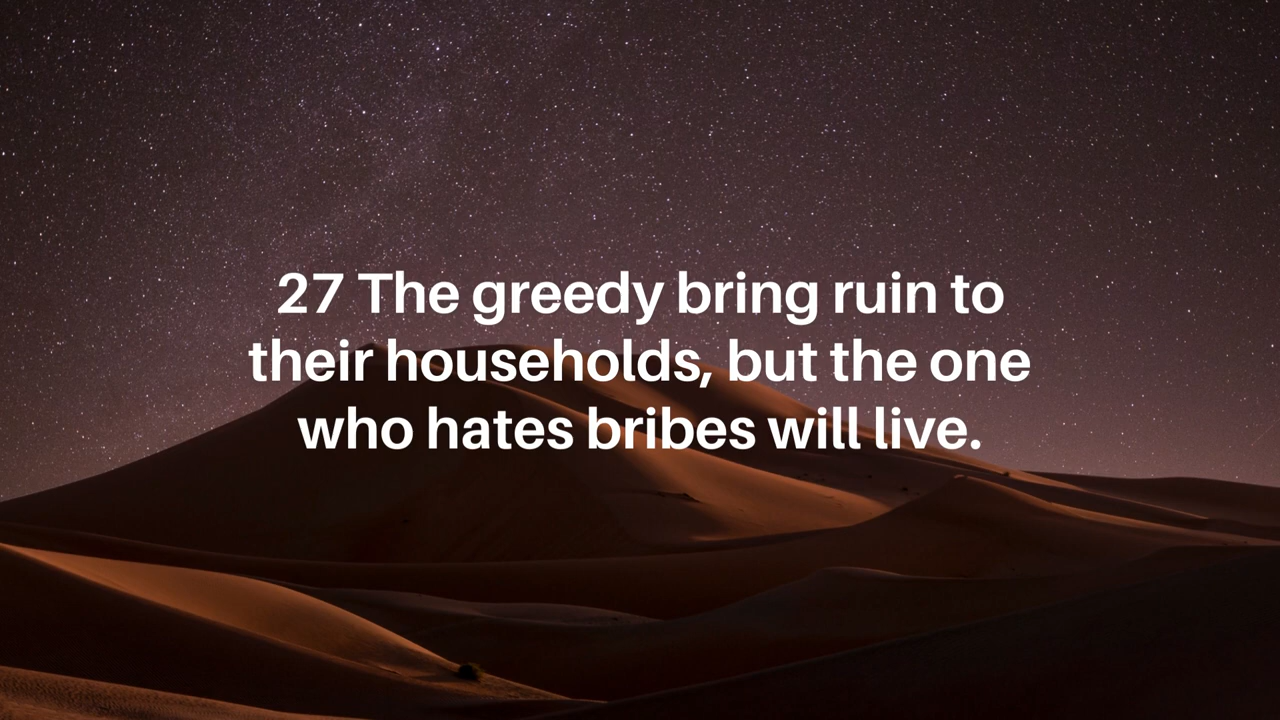 27 The greedy bring ruin to
their households, but the one
who hates bribes will live.